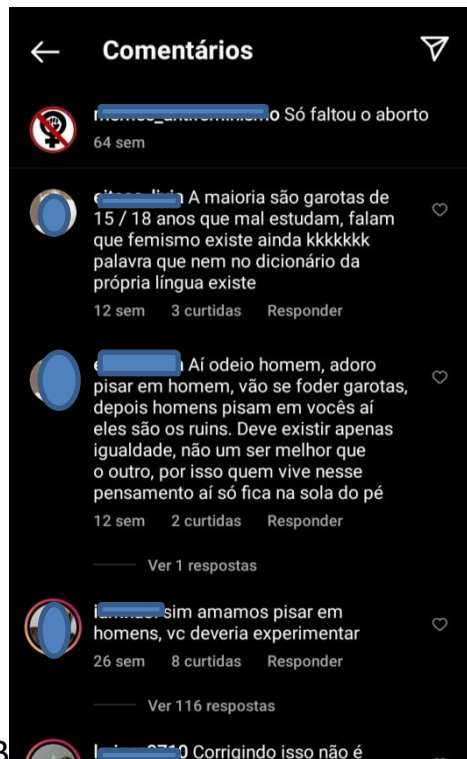 Comentários
Só faltou o aborto
64 sem
A maioria são garotas de
15 / 18 anos que mal estudam, falam
que femismo existe ainda kkkkkkk
palavra que nem no dicionário da
própria língua existe
12 sem 3 curtidas Responder
Aí odeio homem, adoro
pisar em homem, vão se foder garotas,
depois homens pisam em vocês aí
eles são os ruins. Deve existir apenas
igualdade, não um ser melhor que
o outro, por isso quem vive nesse
pensamento aí só fica na sola do pé
12 sem 2 curtidas Responder
Ver 1 respostas
sim amamos pisar em
homens, vc deveria experimentar
26 sem 8 curtidas Responder
Ver 116 respostas
Corrigindo isso não é